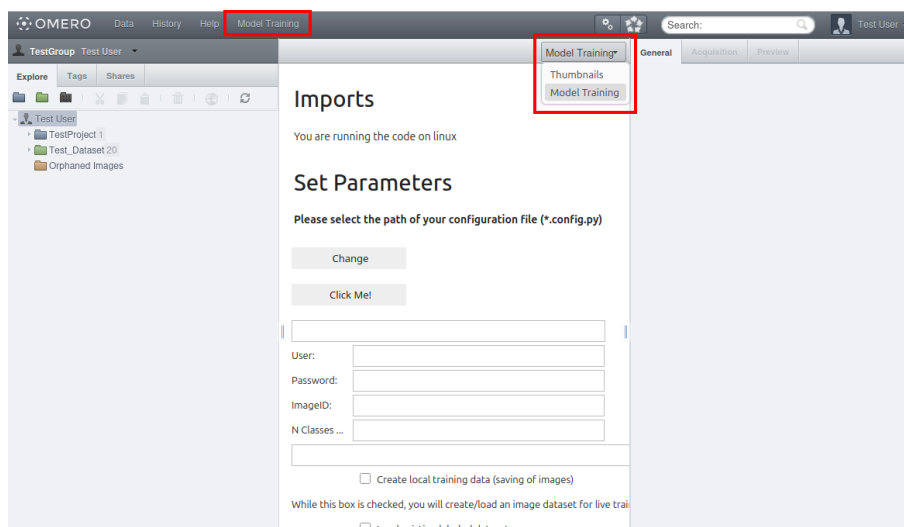 OMERO Data History Help Model Training Search: Test User
TestGroup Test User Model Training General Acquisition Preview
Explore Tags Shares Thumbnails
Model Training
Imports
Test User
TestProject 1
You are running the code on linux
Test_Dataset 20
Orphaned Images
Set Parameters
Please select the path of your configuration file (*.config.py)
Change
Click Me!
User:
Password:
ImageID:
N Classes ...
Create local training data (saving of images)
While this box is checked, you will create/load an image dataset for live trai